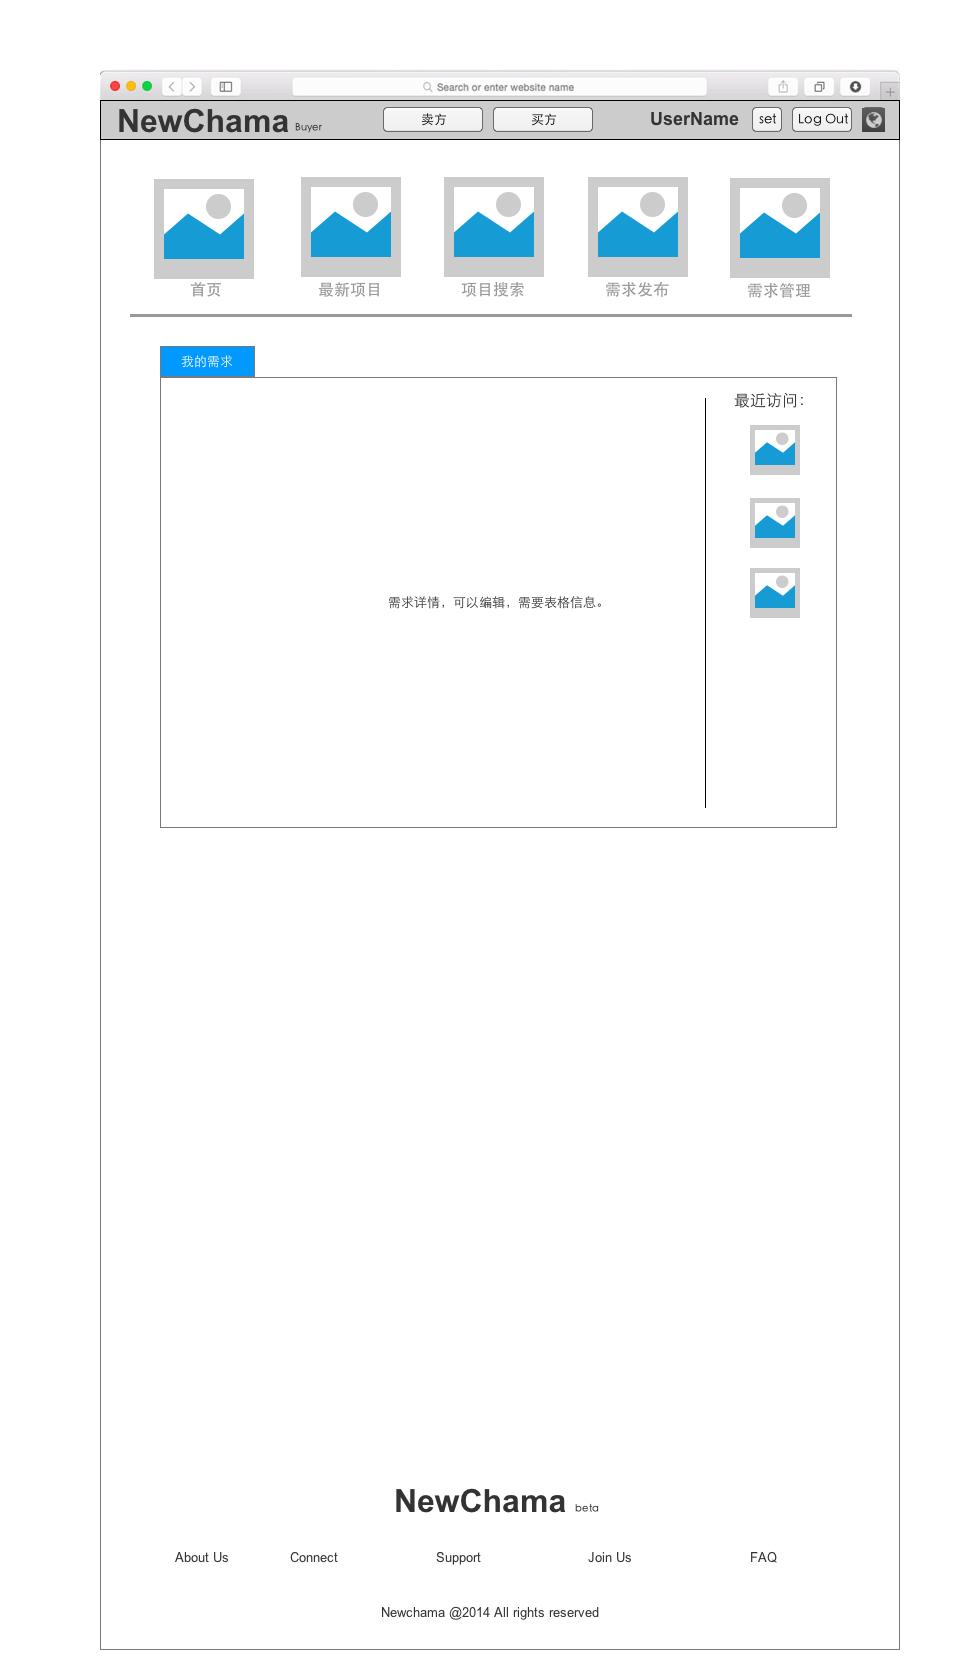 Search or enter website name
NewChama Buyer 卖方 买方 UserName set Log Out
首页 最新项目 项目搜索 需求发布 需求管理
我的需求
最近访问：
需求详情，可以编辑，需要表格信息。
NewChama beta
About Us Connect Support Join Us FAQ
Newchama @2014 All rights reserved